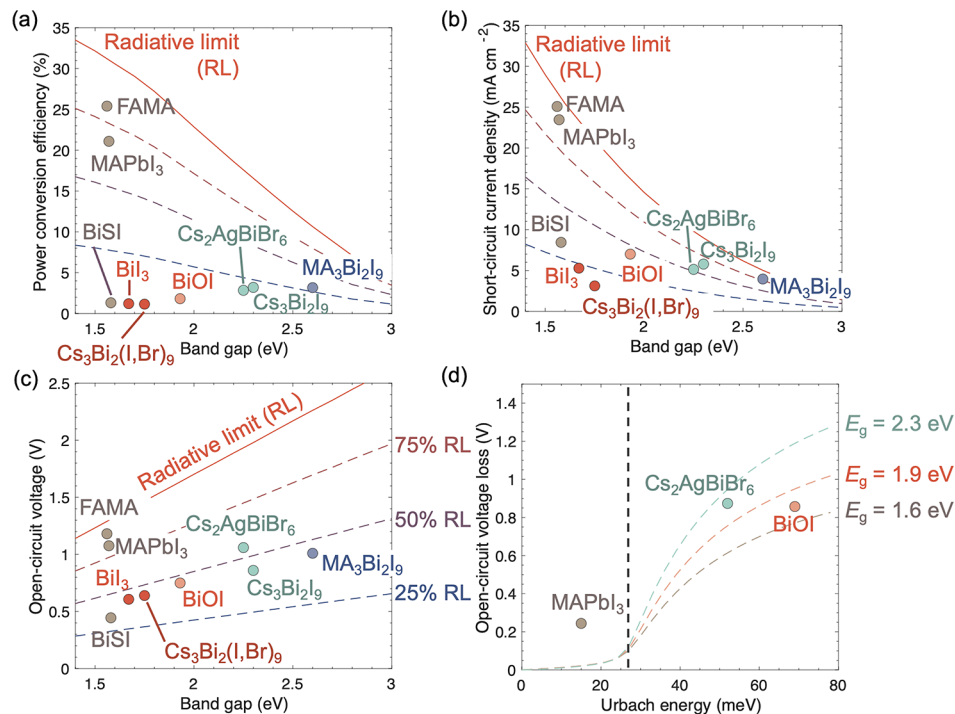 (a)
Power conversion efficiency (%)
35
30
25
20
15
10
5
0
Radiative limit
(RL)
FAMA
MAPbI₃
BiSI
BiI₃
BiOI
Cs₂AgBiBr₆
Cs₃Bi₂I₉
MA₃Bi₂I₉
Cs₃Bi₂(I,Br)₉
1.5
2
2.5
3
Band gap (eV)
(b)
Short-circuit current density (mA cm⁻²)
35
30
25
20
15
10
5
0
Radiative limit
(RL)
FAMA
MAPbI₃
BiSI
BiI₃
BiOI
Cs₂AgBiBr₆
Cs₃Bi₂I₉
MA₃Bi₂I₉
Cs₃Bi₂(I,Br)₉
1.5
2
2.5
3
Band gap (eV)
(c)
Open-circuit voltage (V)
2.5
2
1.5
1
0.5
0
Radiative limit (RL)
75% RL
50% RL
25% RL
FAMA
MAPbI₃
Cs₂AgBiBr₆
BiI₃
BiOI
Cs₃Bi₂I₉
MA₃Bi₂I₉
BiSI
Cs₃Bi₂(I,Br)₉
1.5
2
2.5
3
Band gap (eV)
(d)
Open-circuit voltage loss (V)
1.4
1.2
1
0.8
0.6
0.4
0.2
0
Cs₂AgBiBr₆
BiOI
MAPbI₃
E_g = 2.3 eV
E_g = 1.9 eV
E_g = 1.6 eV
0
20
40
60
80
Urbach energy (meV)